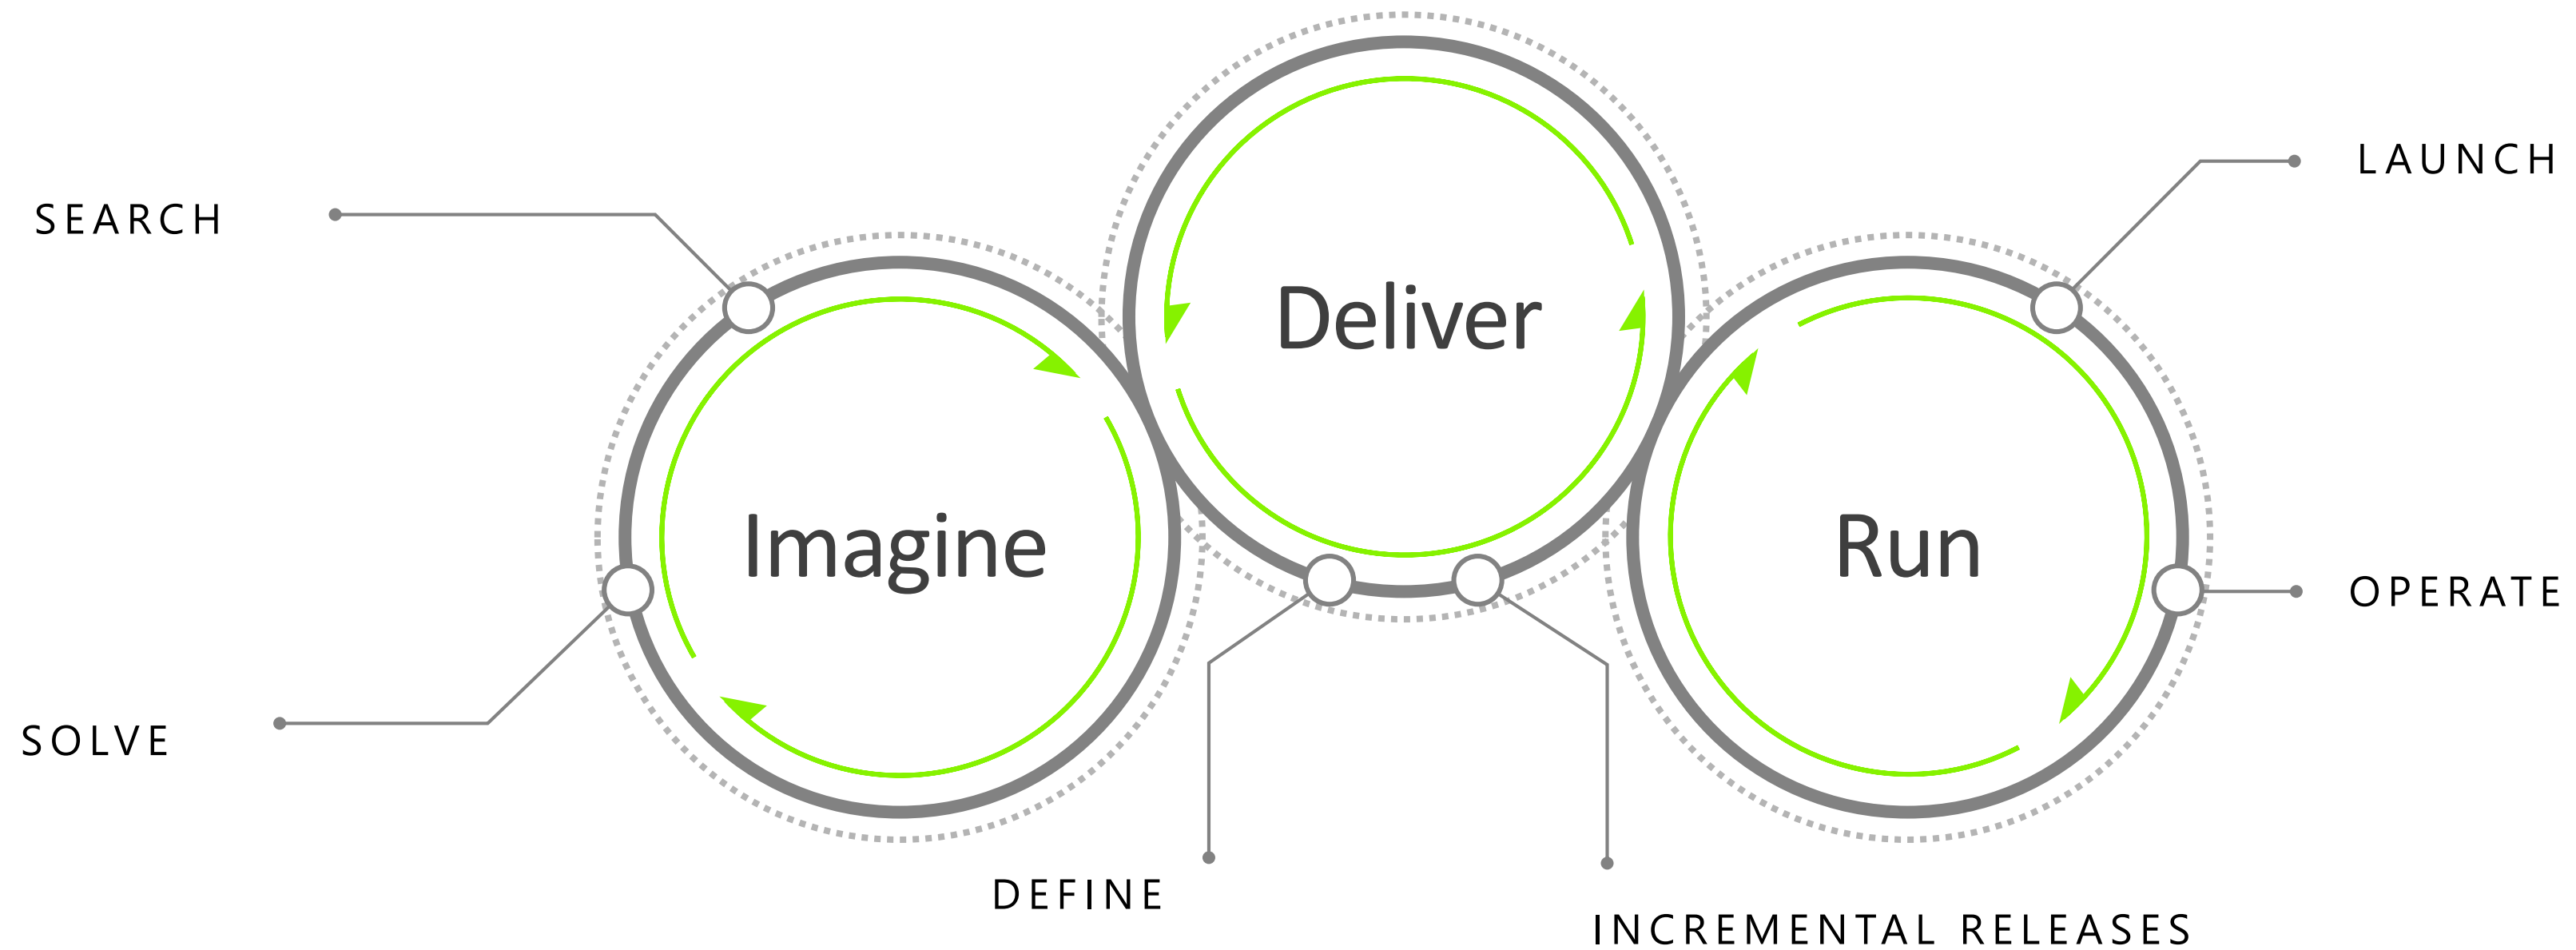 SEARCH
SOLVE
Imagine
Deliver
DEFINE
INCREMENTAL RELEASES
Run
LAUNCH
OPERATE